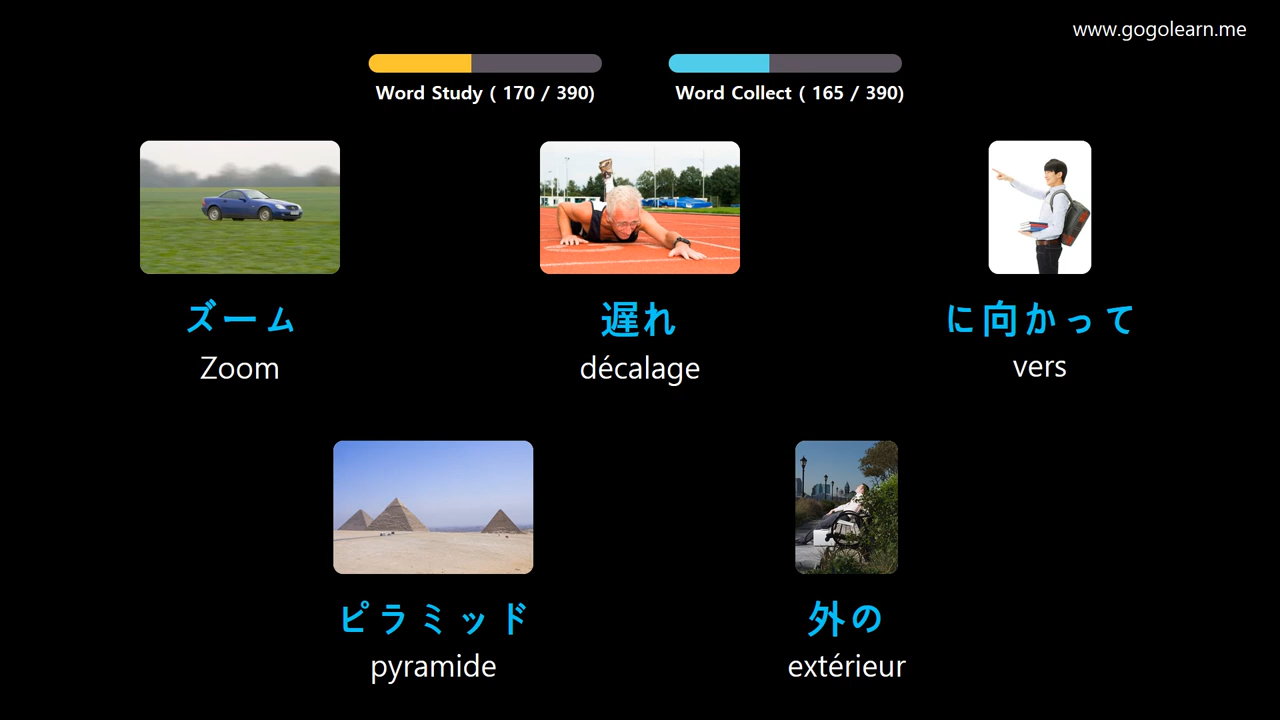 www.gogolearn.me
Word Study ( 170 / 390)
Word Collect ( 165 / 390)
ズーム
Zoom
遅れ
décalage
に向かって
vers
ピラミッド
pyramide
外の
extérieur